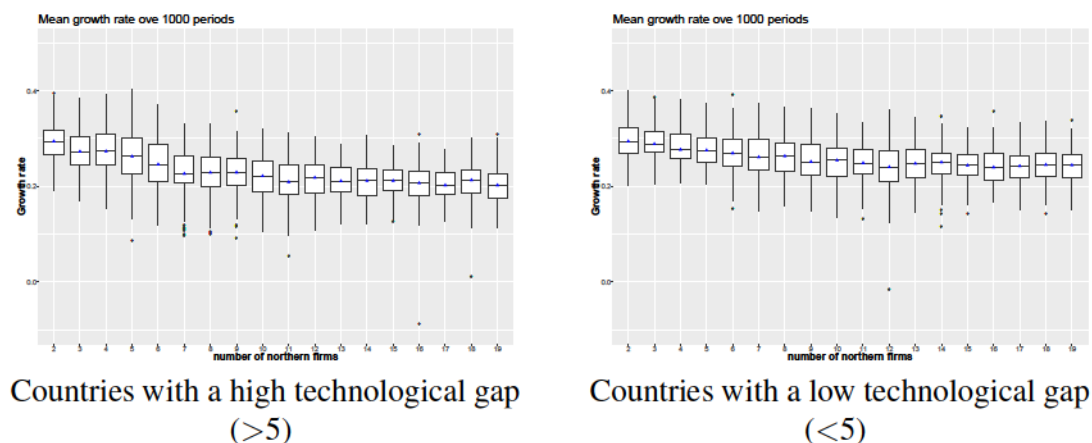 Mean growth rate ove 1000 periods
Growth rate
0.4
0.2
0.0
2 3 4 5 6 7 8 9 10 11 12 13 14 15 16 17 18 19
number of northern firms
Countries with a high technological gap
(>5)
Mean growth rate ove 1000 periods
Growth rate
0.4
0.2
0.0
2 3 4 5 6 7 8 9 10 11 12 13 14 15 16 17 18 19
number of northern firms
Countries with a low technological gap
(<5)